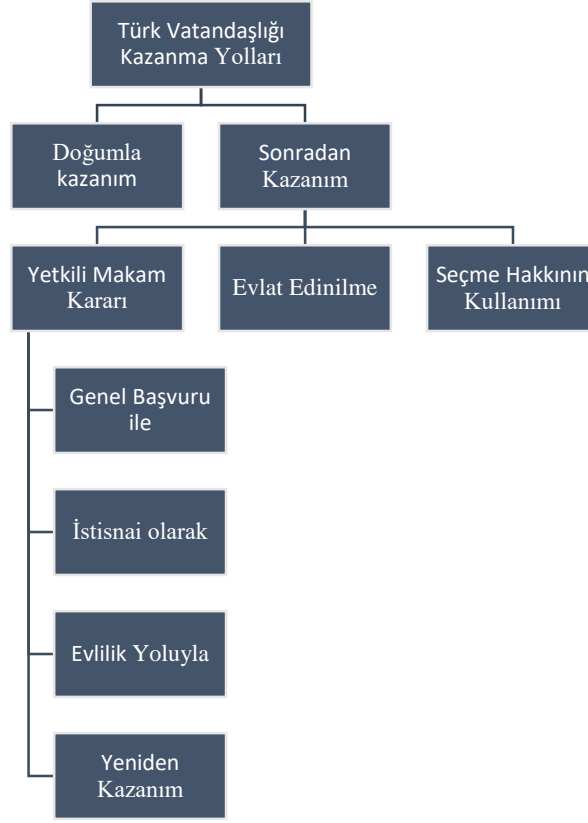 Türk Vatandaşlığı
Kazanma Yolları
Doğumla
kazanım
Sonradan
Kazanım
Yetkili Makam
Kararı
Evlat Edinilme
Seçme Hakkının
Kullanımı
Genel Başvuru
ile
İstisnai olarak
Evlilik Yoluyla
Yeniden
Kazanım